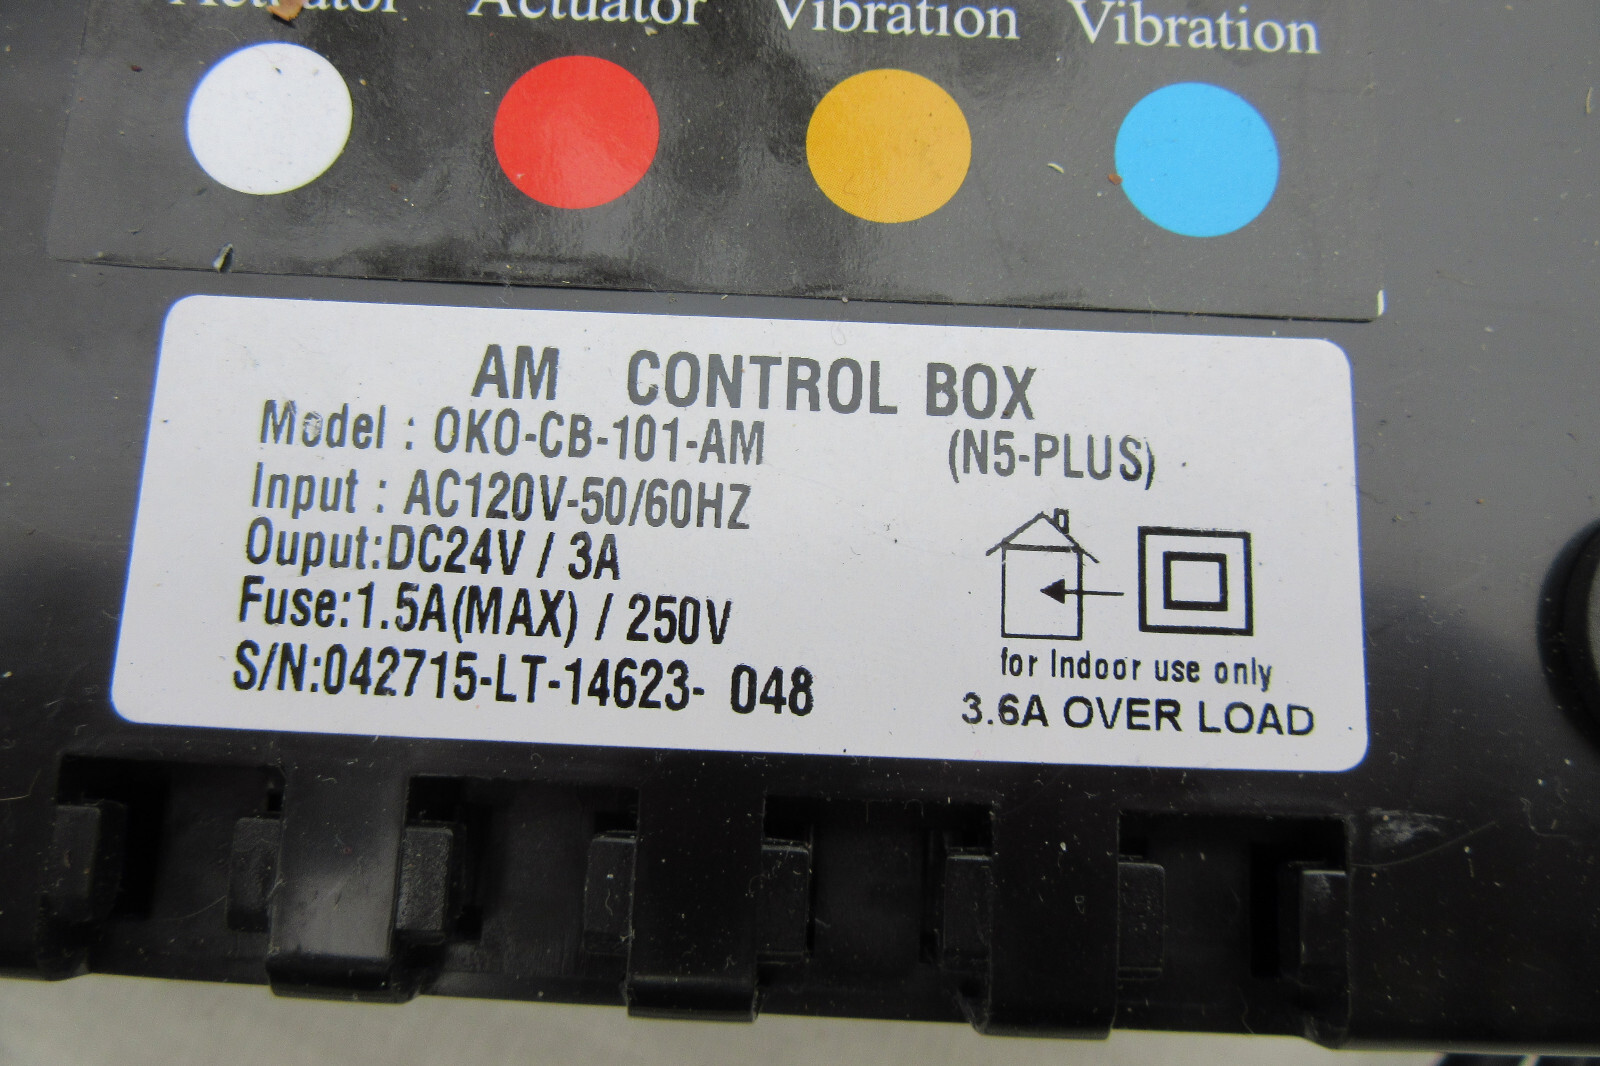 Actuator Actuator Vibration Vibration
AM CONTROL BOX
Model : OKO-CB-101-AM (N5-PLUS)
Input : AC120V-50/60HZ
Ouput:DC24V / 3A
Fuse:1.5A(MAX) / 250V
S/N:042715-LT-14623- 048
for Indoor use only
3.6A OVER LOAD